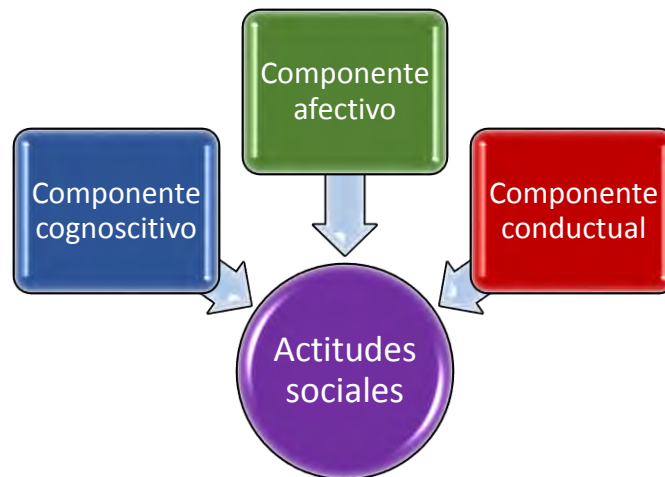 Componente
afectivo
Componente
cognoscitivo
Componente
conductual
Actitudes
sociales